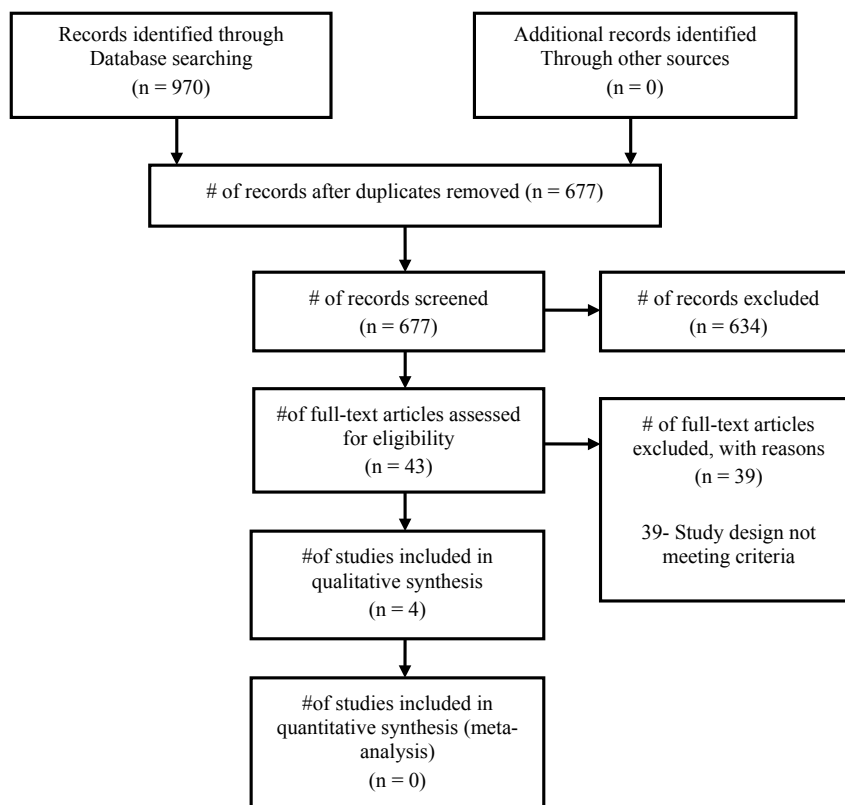 Records identified through
Database searching
(n = 970)
Additional records identified
Through other sources
(n = 0)
# of records after duplicates removed (n = 677)
# of records screened
(n = 677)
# of records excluded
(n = 634)
#of full-text articles assessed
for eligibility
(n = 43)
# of full-text articles
excluded, with reasons
(n = 39)
39- Study design not
meeting criteria
#of studies included in
qualitative synthesis
(n = 4)
#of studies included in
quantitative synthesis (meta-
analysis)
(n = 0)